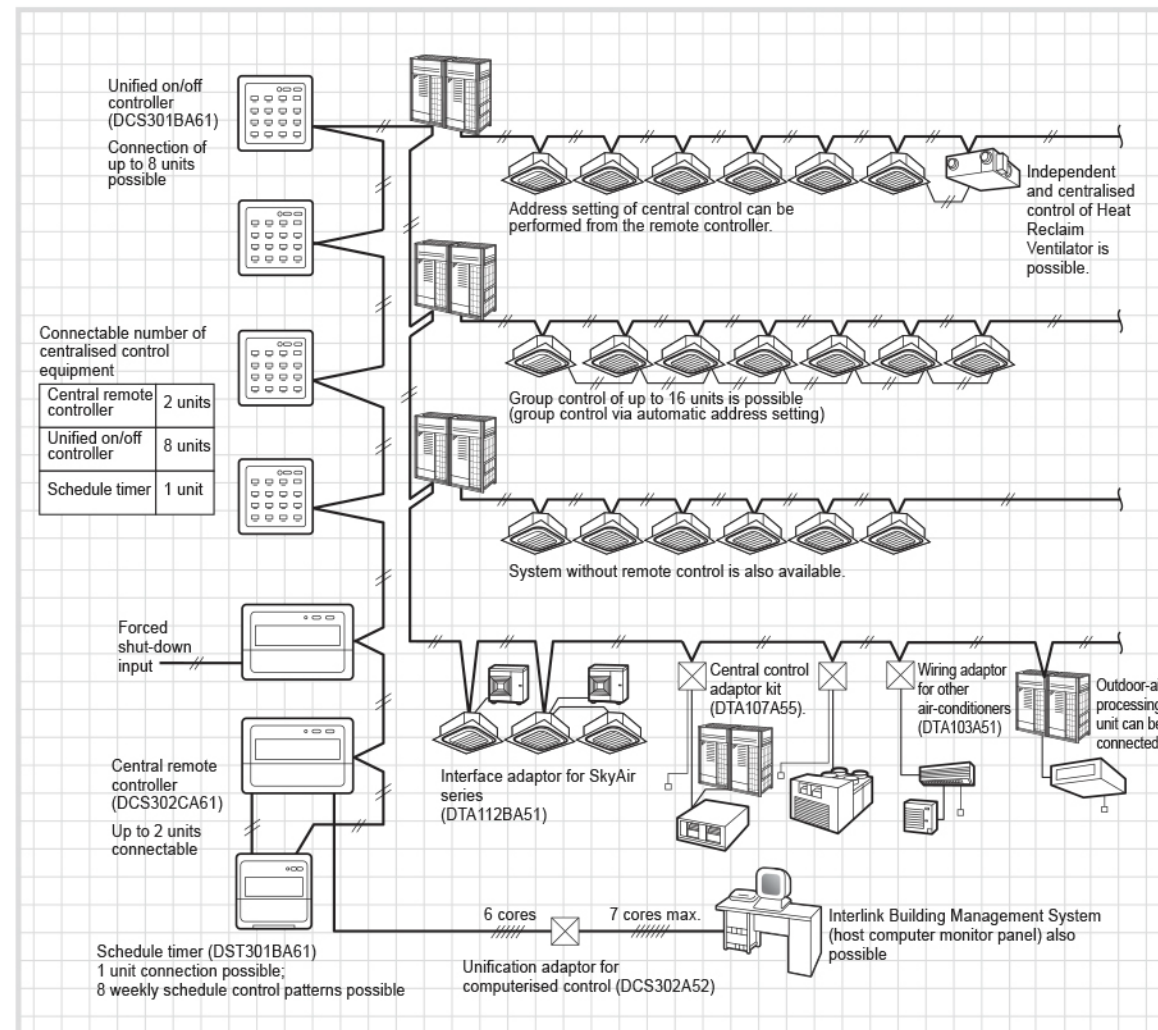 Unified on/off
controller
(DCS301BA61)
Connection of
up to 8 units
possible
Independent
and centralised
control of Heat
Reclaim
Ventilator is
possible.
Address setting of central control can be
performed from the remote controller.
Connectable number of
centralised control
equipment
Central remote
controller
2 units
Unified on/off
controller
8 units
Schedule timer
1 unit
Group control of up to 16 units is possible
(group control via automatic address setting)
System without remote control is also available.
Forced
shut-down
input
Central control
adaptor kit
(DTA107A55).
Wiring adaptor
for other
air-conditioners
(DTA103A51)
Outdoor-ai
processing
unit can be
connected
Interface adaptor for SkyAir
series
(DTA112BA51)
Central remote
controller
(DCS302CA61)
Up to 2 units
connectable
6 cores
7 cores max.
Interlink Building Management System
(host computer monitor panel) also
possible
Unification adaptor for
computerised control (DCS302A52)
Schedule timer (DST301BA61)
1 unit connection possible;
8 weekly schedule control patterns possible